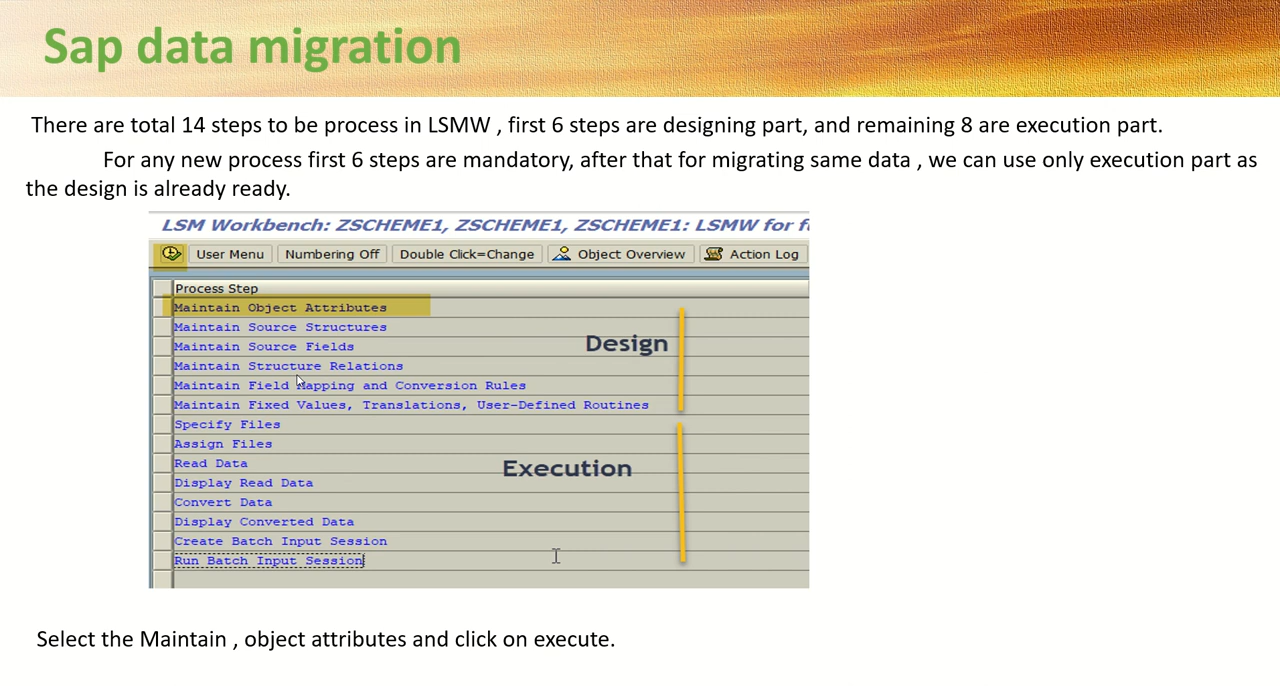 Sap data migration
There are total 14 steps to be process in LSMW , first 6 steps are designing part, and remaining 8 are execution part.
For any new process first 6 steps are mandatory, after that for migrating same data , we can use only execution part as
the design is already ready.
LSM Workbench: ZSCHEME1, ZSCHEME1, ZSCHEME1: LSMW for
User Menu Numbering Off Double Click=Change Object Overview Action Log
Process Step
Maintain Object Attributes
Maintain Source Structures
Design
Maintain Source Fields
Maintain Structure Relations
Maintain Field Mapping and Conversion Rules
Maintain Fixed Values, Translations, User-Defined Routines
Specify Files
Assign Files
Execution
Read Data
Display Read Data
Convert Data
Display Converted Data
Create Batch Input Session
Run Batch Input Session
Select the Maintain , object attributes and click on execute.